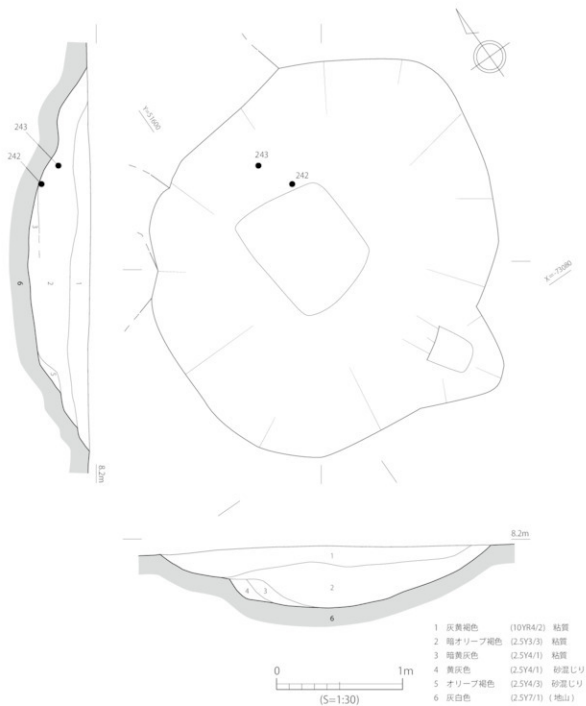 243
242
Y=51600
243
242
X=-73080
3
6
2
1
3
8.2m
8.2m
1
2
4
3
6
0 1m
(S=1:30)
1 灰黄褐色 (10YR4/2) 粘質
2 暗オリーブ褐色 (2.5Y3/3) 粘質
3 暗黄灰色 (2.5Y4/1) 粘質
4 黄灰色 (2.5Y4/1) 砂混じり
5 オリーブ褐色 (2.5Y4/3) 砂混じり
6 灰白色 (2.5Y7/1) (地山)